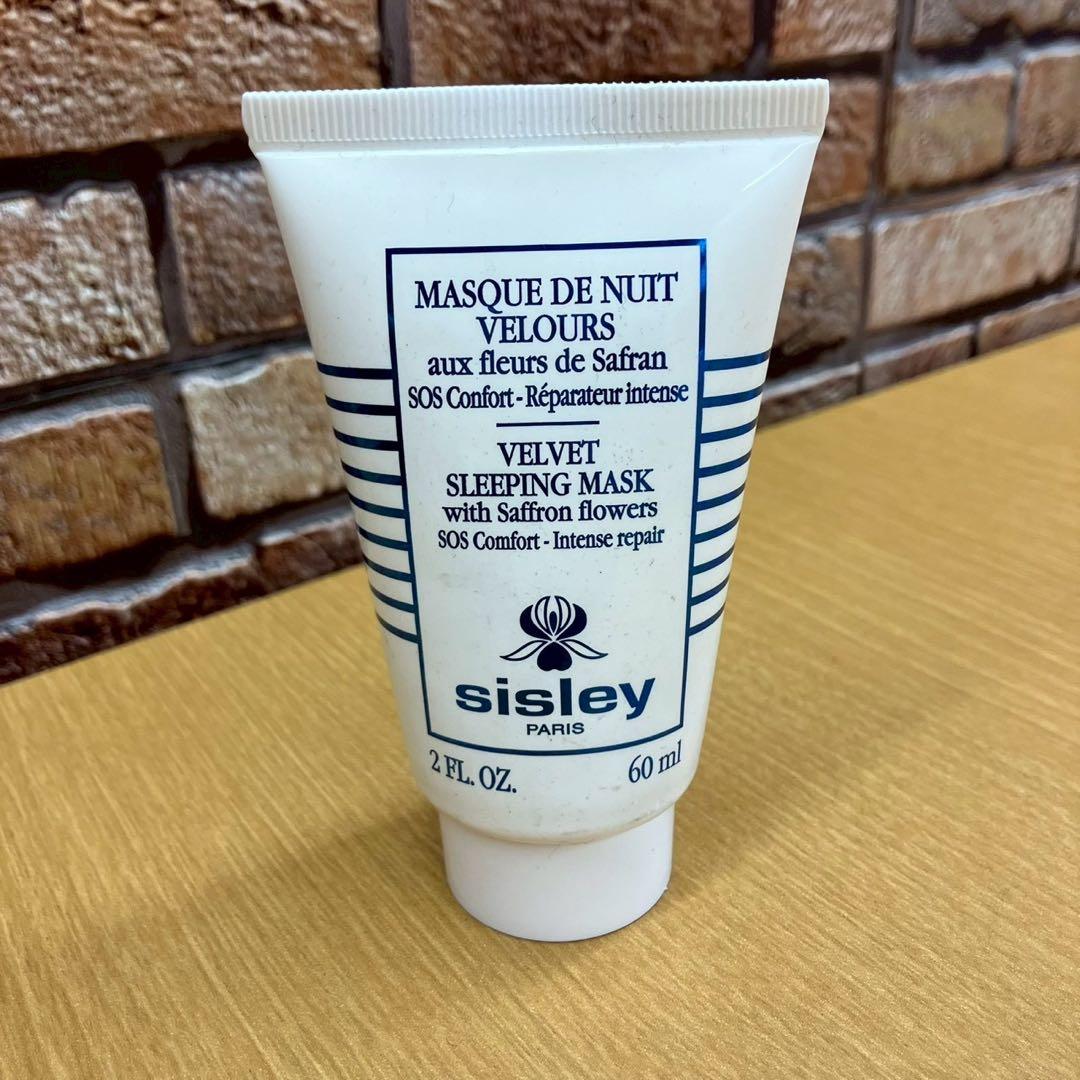 MASQUE DE NUIT
VELOURS
aux fleurs de Safran
SOS Confort - Réparateur intense
VELVET
SLEEPING MASK
with Saffron flowers
SOS Comfort - Intense repair
sisley
PARIS
2 FL. OZ. 60 ml